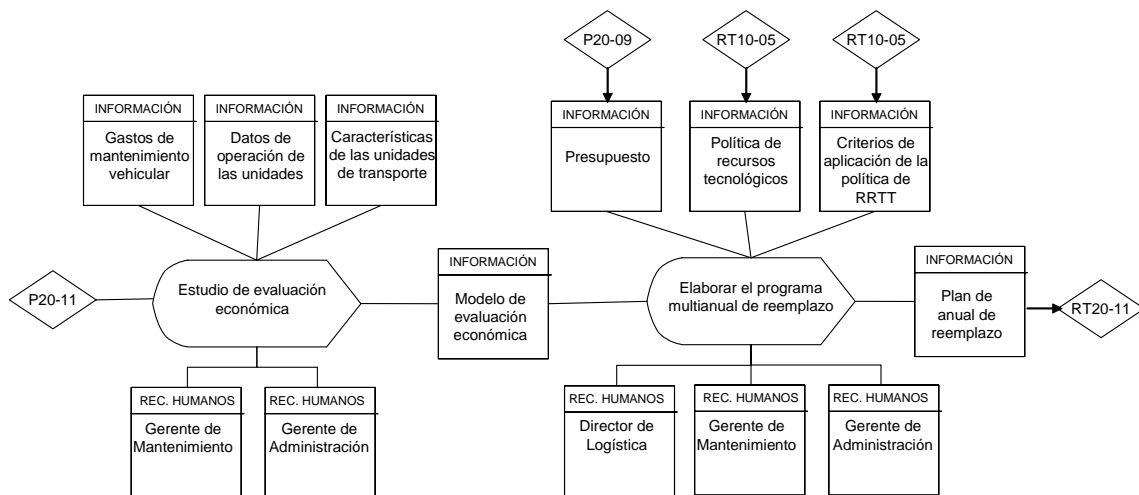 P20-09
RT10-05
RT10-05
INFORMACIÓN
Gastos de
mantenimiento
vehicular
INFORMACIÓN
Datos de
operación de
las unidades
INFORMACIÓN
Características
de las unidades
de transporte
INFORMACIÓN
Presupuesto
INFORMACIÓN
Política de
recursos
tecnológicos
INFORMACIÓN
Criterios de
aplicación de la
política de
RRTT
P20-11
Estudio de evaluación
económica
INFORMACIÓN
Modelo de
evaluación
económica
Elaborar el programa
multianual de reemplazo
INFORMACIÓN
Plan de
anual de
reemplazo
RT20-11
REC. HUMANOS
Gerente de
Mantenimiento
REC. HUMANOS
Gerente de
Administración
REC. HUMANOS
Director de
Logística
REC. HUMANOS
Gerente de
Mantenimiento
REC. HUMANOS
Gerente de
Administración